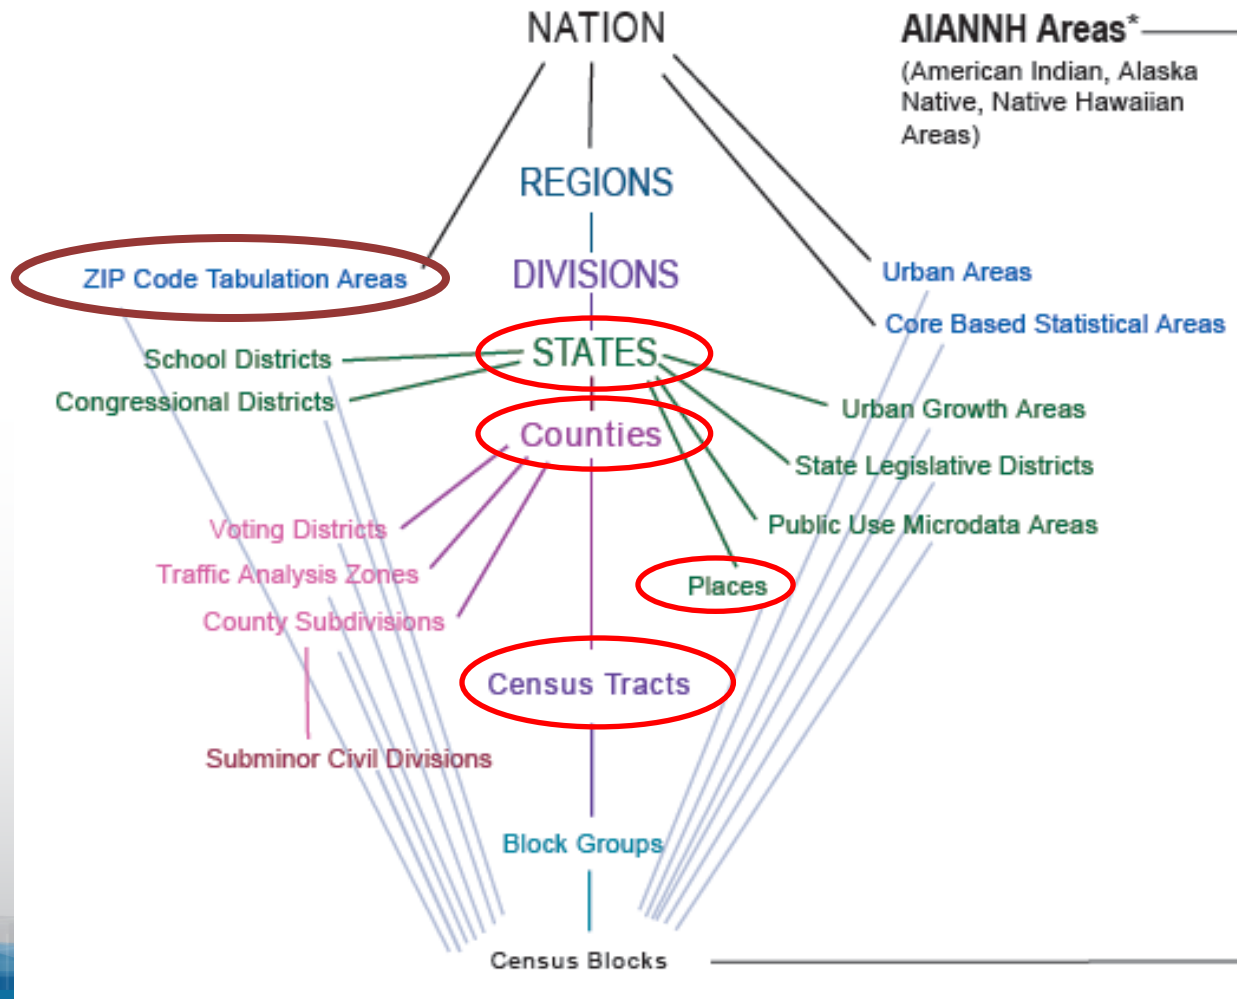 NATION
AIANNH Areas*
(American Indian, Alaska
Native, Native Hawaiian
Areas)
REGIONS
ZIP Code Tabulation Areas
DIVISIONS
Urban Areas
Core Based Statistical Areas
STATES
School Districts
Congressional Districts
Urban Growth Areas
Counties
State Legislative Districts
Voting Districts
Public Use Microdata Areas
Traffic Analysis Zones
Places
County Subdivisions
Census Tracts
Subminor Civil Divisions
Block Groups
Census Blocks